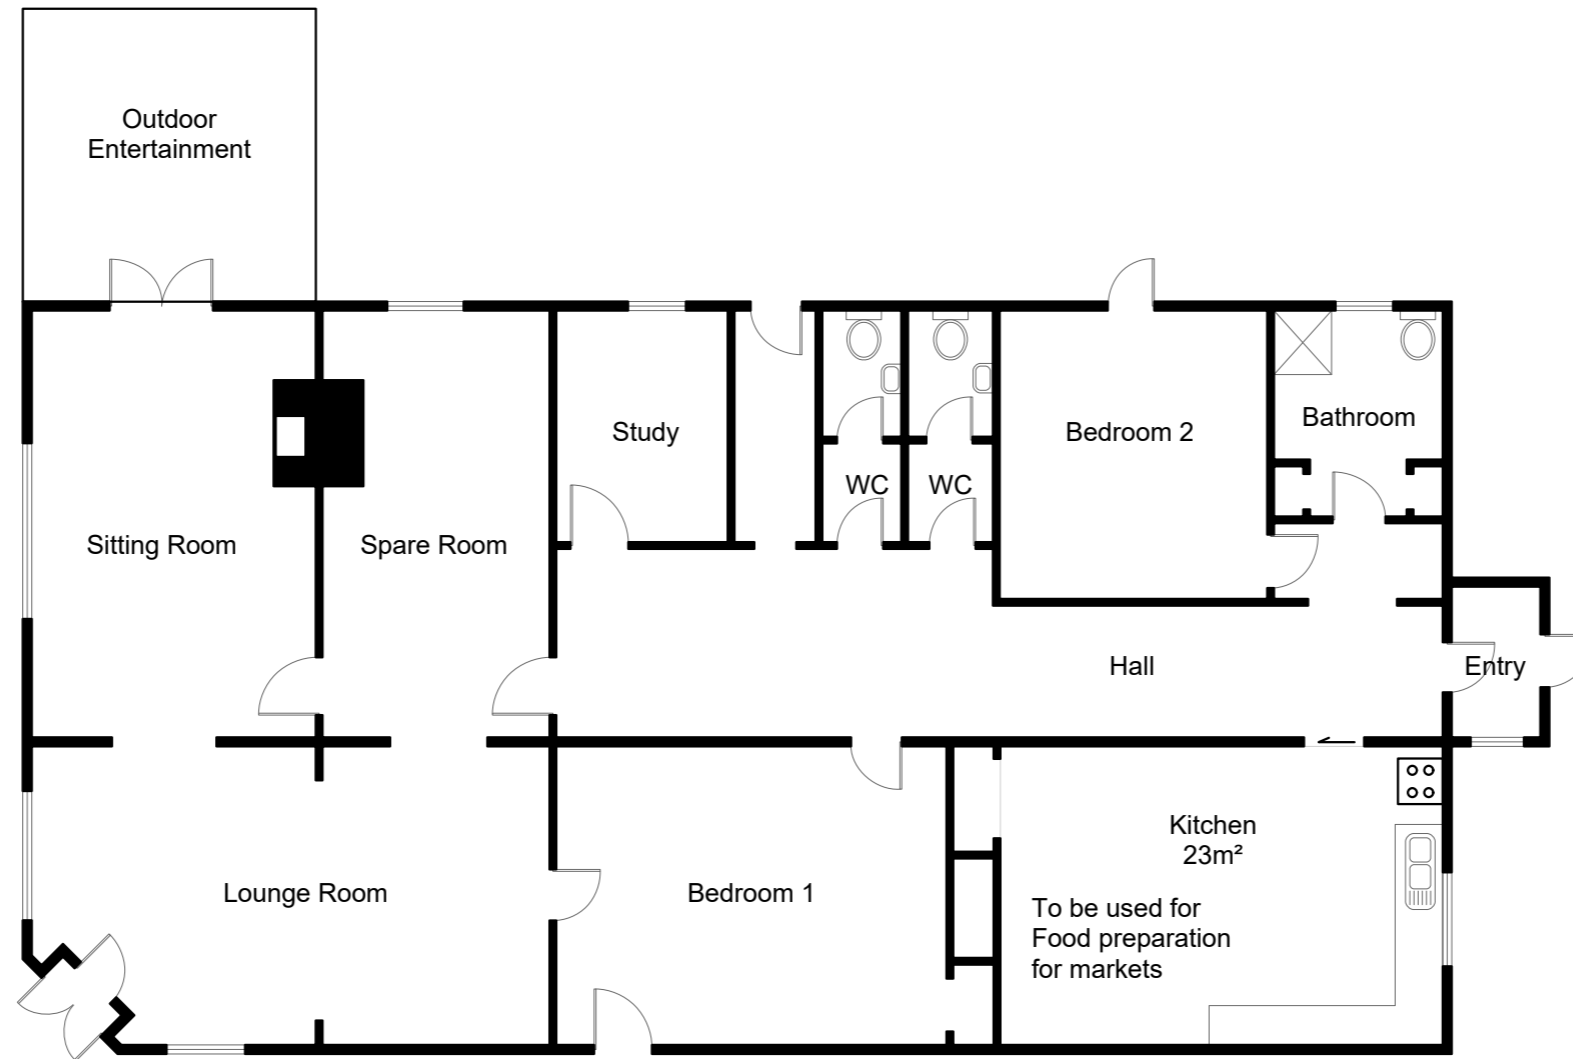 Outdoor
Entertainment
Study
Bedroom 2
Bathroom
WC
WC
Sitting Room
Spare Room
Hall
Entry
Kitchen
23m²
Lounge Room
Bedroom 1
To be used for
Food preparation
for markets